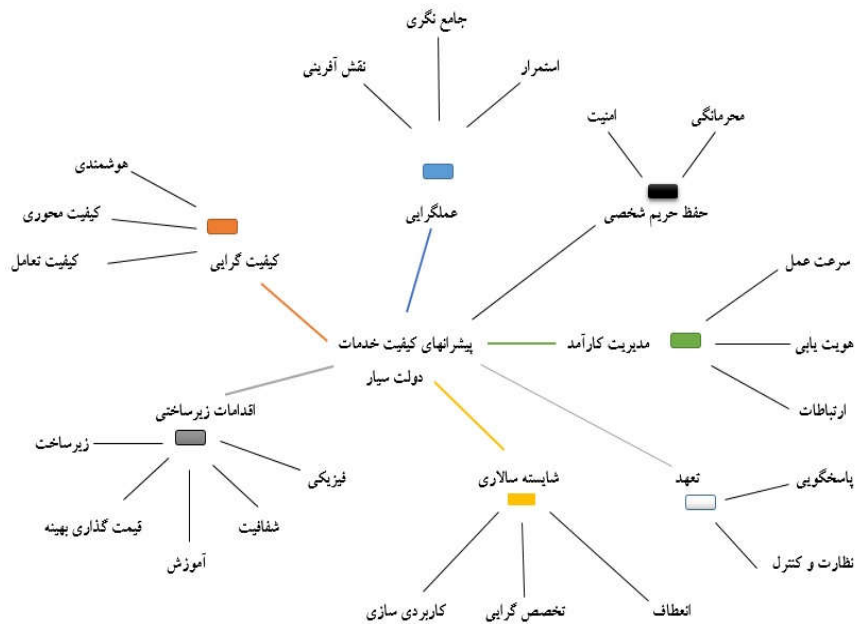 جامع نگری
نقش آفرینی
استمرار
عملگرایی
محرمانگی
امنیت
حفظ حریم شخصی
هوشمندی
کیفیت محوری
کیفیت تعامل
کیفیت گرایی
سرعت عمل
هویت یابی
ارتباطات
مدیریت کارآمد
پیشرانهای کیفیت خدمات
دولت سیار
اقدامات زیرساختی
زیرساخت
قیمت گذاری بهینه
آموزش
شفافیت
فیزیکی
شایسته سالاری
کاربردی سازی
تخصص گرایی
انعطاف
تعهد
پاسخگویی
نظارت و کنترل